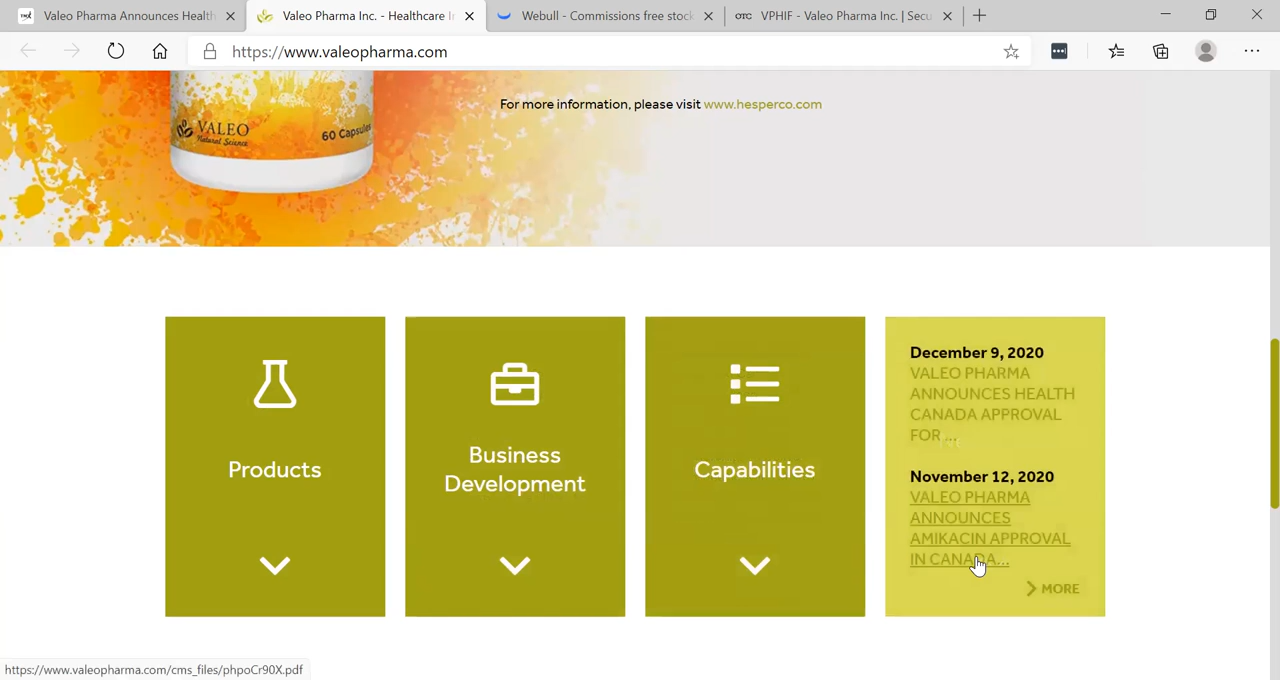 Valeo Pharma Announces Health
Valeo Pharma Inc. - Healthcare I
Webull - Commissions free stock
OTC VPHIF - Valeo Pharma Inc. | Secu
https://www.valeopharma.com
For more information, please visit www.hesperco.com
VALEO
Natural Science
60 Capsules
Products
Business
Development
Capabilities
December 9, 2020
VALEO PHARMA
ANNOUNCES HEALTH
CANADA APPROVAL
FOR...
November 12, 2020
VALEO PHARMA
ANNOUNCES
AMIKACIN APPROVAL
IN CANADA...
MORE
https://www.valeopharma.com/cms_files/phpoCr90X.pdf